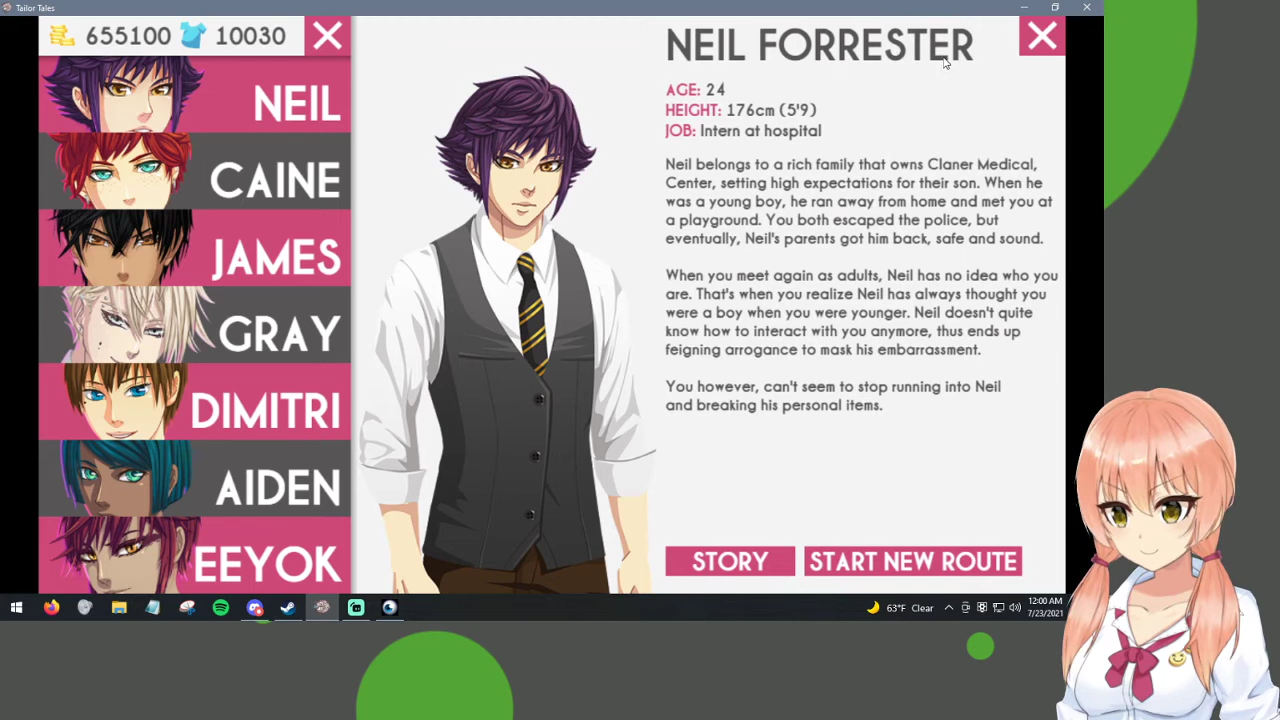 Tailor Tales
655100 10030
NEIL
CAINE
JAMES
GRAY
DIMITRI
AIDEN
EEYOK
NEIL FORRESTER
AGE: 24
HEIGHT: 176cm (5'9)
JOB: Intern at hospital
Neil belongs to a rich family that owns Claner Medical,
Center, setting high expectations for their son. When he
was a young boy, he ran away from home and met you at
a playground. You both escaped the police, but
eventually, Neil's parents got him back, safe and sound.
When you meet again as adults, Neil has no idea who you
are. That's when you realize Neil has always thought you
were a boy when you were younger. Neil doesn't quite
know how to interact with you anymore, thus ends up
feigning arrogance to mask his embarrassment.
You however, can't seem to stop running into Neil
and breaking his personal items.
STORY START NEW ROUTE
63°F Clear
12:00 AM
7/23/2021